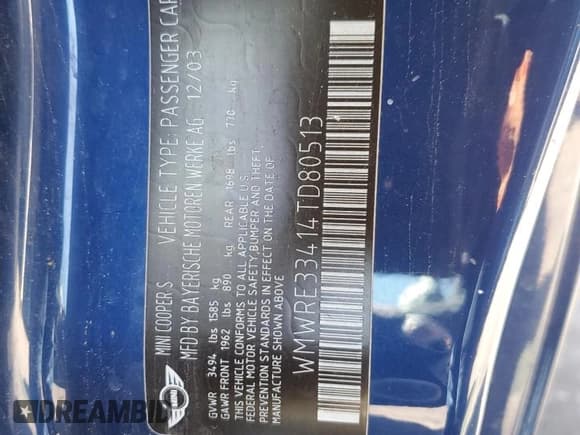 MINI COOPER S VEHICLE TYPE: PASSENGER CAR
MFD BY BAYERISCHE MOTOREN WERKE AG 12/03
GVWR 3494 lbs 1585 kg
GVWR FRONT 1962 lbs 890 kg REAR 1698 lbs 770 kg
THIS VEHICLE CONFORMS TO ALL APPLICABLE U.S.
FEDERAL MOTOR VEHICLE SAFETY, BUMPER AND THEFT
PREVENTION STANDARDS IN EFFECT ON THE DATE OF
MANUFACTURE SHOWN ABOVE
WMWRE33414TD80513
DREAMBID